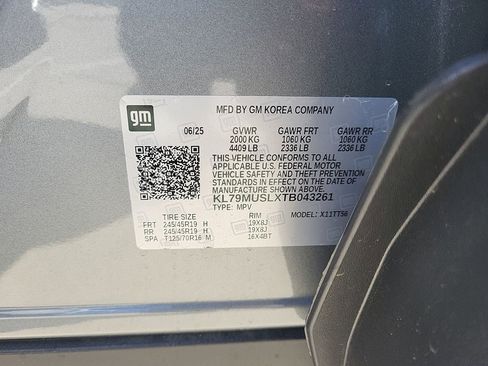 gm
MFD BY GM KOREA COMPANY
06/25 GVWR GAWR FRT GAWR RR
2000 KG 1060 KG 1060 KG
4409 LB 2336 LB 2336 LB
THIS VEHICLE CONFORMS TO ALL
APPLICABLE U.S. FEDERAL MOTOR
VEHICLE SAFETY AND THEFT
PREVENTION STANDARDS IN
EFFECT ON THE DATE OF
MANUFACTURE SHOWN ABOVE.
KL79MUSLXTB043261
TYPE: MPV MODEL: X11TT56
TIRE SIZE RIM
FRT 245/45R19 H 19X8J
RR 245/45R19 H 19X8J
SPA T125/70R16 M 16X4BT